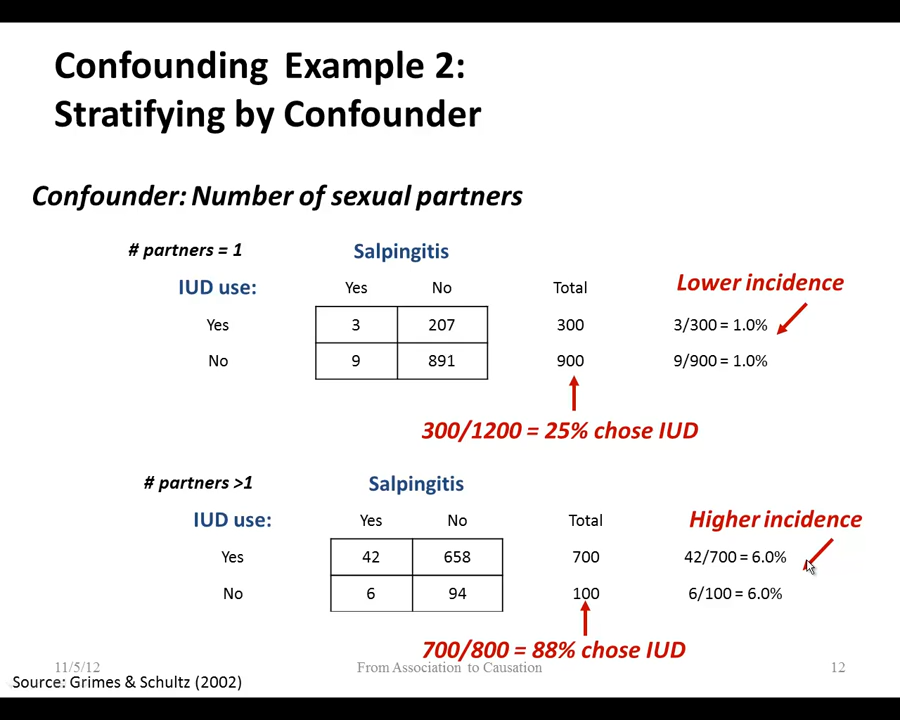 Confounding Example 2:
Stratifying by Confounder
Confounder: Number of sexual partners
# partners = 1 Salpingitis
IUD use: Yes No Total Lower incidence
Yes 3 207 300 3/300 = 1.0%
No 9 891 900 9/900 = 1.0%
300/1200 = 25% chose IUD
# partners >1 Salpingitis
IUD use: Yes No Total Higher incidence
Yes 42 658 700 42/700 = 6.0%
No 6 94 100 6/100 = 6.0%
700/800 = 88% chose IUD
11/5/12 From Association to Causation 12
Source: Grimes & Schultz (2002)